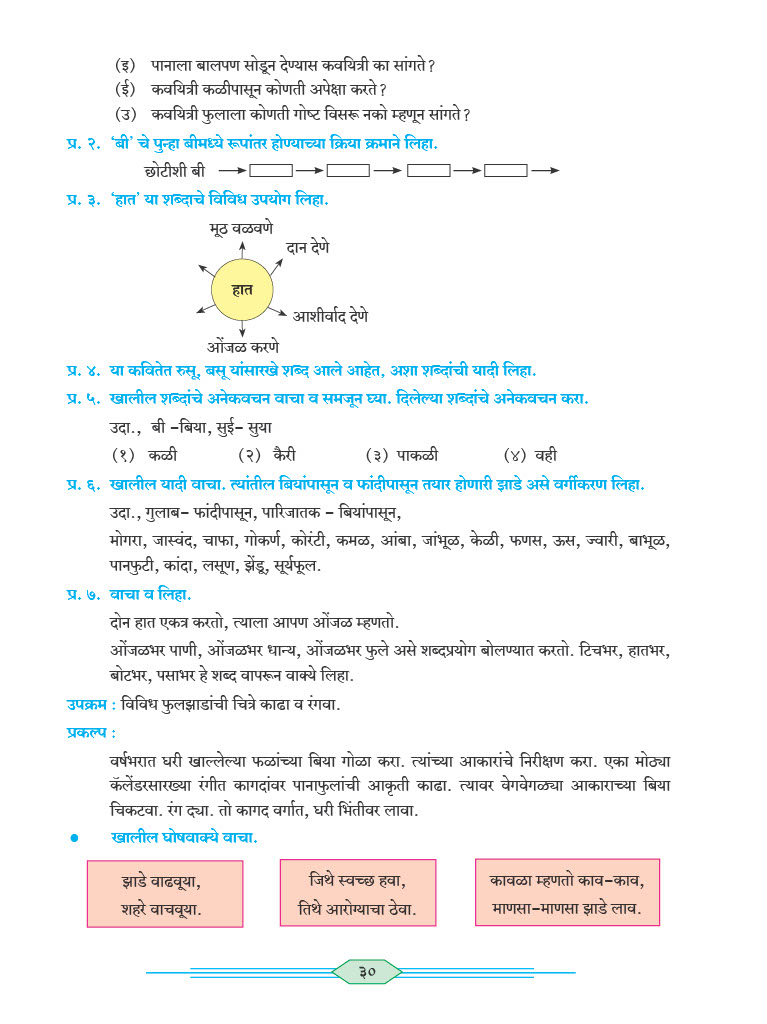 (इ) पानाला बालपण सोडून देण्यास कवयित्री का सांगते?
(ई) कवयित्री कळीपासून कोणती अपेक्षा करते?
(उ) कवयित्री फुलाला कोणती गोष्ट विसरू नको म्हणून सांगते?
प्र. २. ‘बी’ चे पुन्हा बीमध्ये रूपांतर होण्याच्या क्रिया क्रमाने लिहा.
छोटीशी बी
प्र. ३. ‘हात’ या शब्दाचे विविध उपयोग लिहा.
मूठ वळवणे
दान देणे
हात
आशीर्वाद देणे
ओंजळ करणे
प्र. ४. या कवितेत रुसू, बसू यांसारखे शब्द आले आहेत, अशा शब्दांची यादी लिहा.
प्र. ५. खालील शब्दांचे अनेकवचन वाचा व समजून घ्या. दिलेल्या शब्दांचे अनेकवचन करा.
उदा., बी –बिया, सुई– सुया
(१) कळी (२) कैरी (३) पाकळी (४) वही
प्र. ६. खालील यादी वाचा. त्यांतील बियांपासून व फांदीपासून तयार होणारी झाडे असे वर्गीकरण लिहा.
उदा., गुलाब– फांदीपासून, पारिजातक – बियांपासून,
मोगरा, जास्वंद, चाफा, गोकर्ण, कोरंटी, कमळ, आंबा, जांभूळ, केळी, फणस, ऊस, ज्वारी, बाभूळ,
पानफुटी, कांदा, लसूण, झेंडू, सूर्यफूल.
प्र. ७. वाचा व लिहा.
दोन हात एकत्र करतो, त्याला आपण ओंजळ म्हणतो.
ओंजळभर पाणी, ओंजळभर धान्य, ओंजळभर फुले असे शब्दप्रयोग बोलण्यात करतो. टिचभर, हातभर,
बोटभर, पसाभर हे शब्द वापरून वाक्ये लिहा.
उपक्रम : विविध फुलझाडांची चित्रे काढा व रंगवा.
प्रकल्प :
वर्षभरात घरी खाल्लेल्या फळांच्या बिया गोळा करा. त्यांच्या आकारांचे निरीक्षण करा. एका मोठ्या
कॅलेंडरसारख्या रंगीत कागदांवर पानाफुलांची आकृती काढा. त्यावर वेगवेगळ्या आकाराच्या बिया
चिकटवा. रंग द्या. तो कागद वर्गात, घरी भिंतीवर लावा.
● खालील घोषवाक्ये वाचा.
झाडे वाढवूया,
शहरे वाचवूया.
जिथे स्वच्छ हवा,
तिथे आरोग्याचा ठेवा.
कावळा म्हणतो काव–काव,
माणसा–माणसा झाडे लाव.
३०